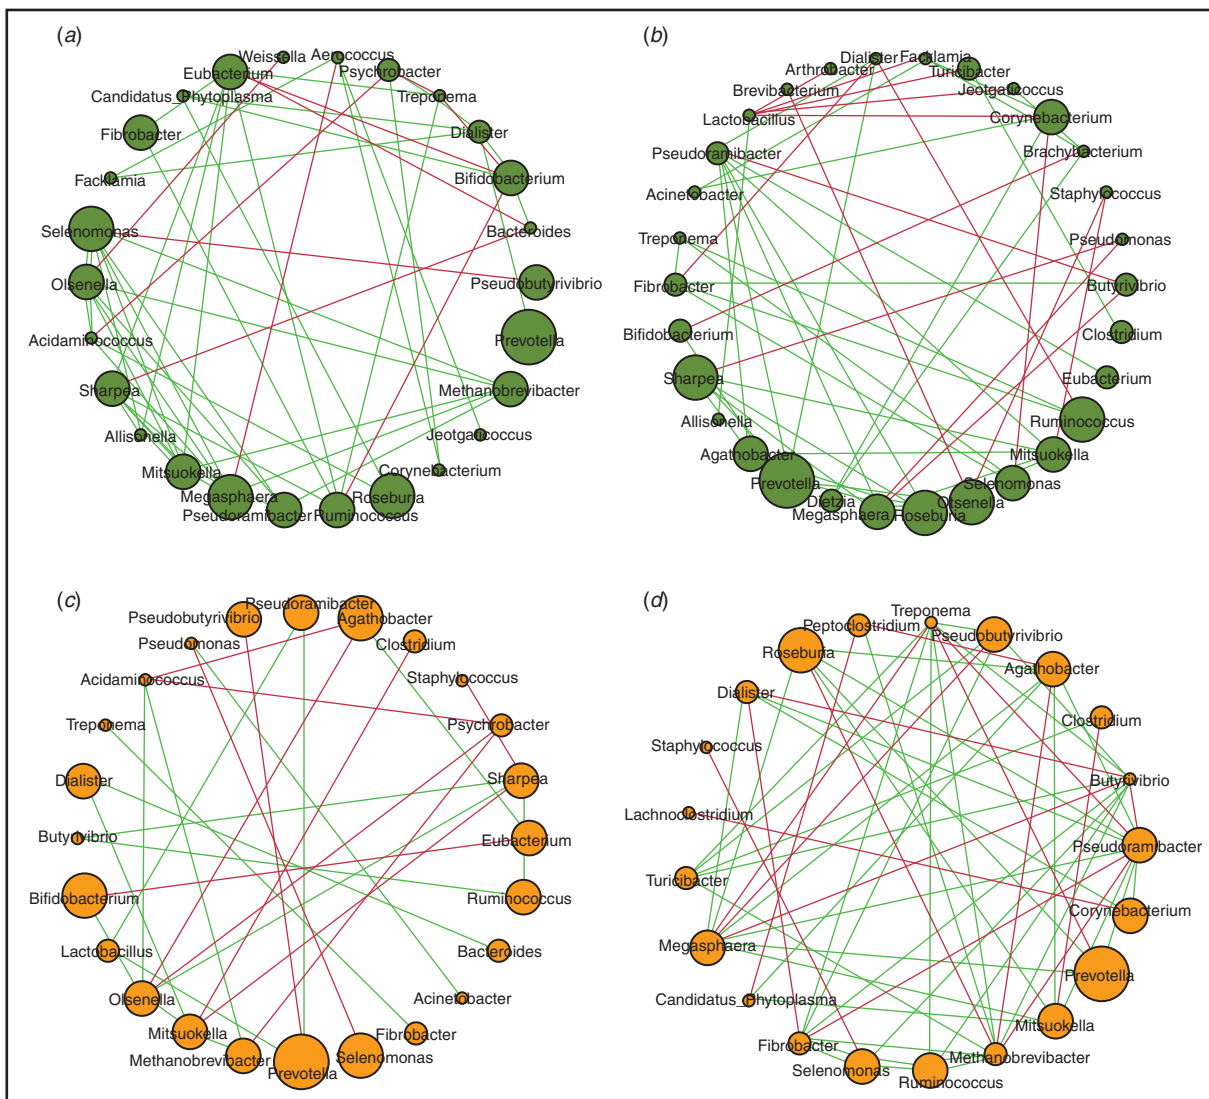 (a)
Weissella
Aerococcus
Eubacterium
Psychrobacter
Candidatus_Phytoplasma
Treponema
Fibrobacter
Dialister
Facklamia
Bifidobacterium
Selenomonas
Bacteroides
Olsenella
Pseudobutyrivibrio
Acidaminococcus
Prevotella
Sharpea
Methanobrevibacter
Allisonella
Jeotgalicoccus
Mitsuokella
Corynebacterium
Megasphaera
Roseburia
Pseudoramibacter
Ruminococcus
(b)
Dialister
Facklamia
Arthrobacter
Turicibacter
Brevibacterium
Jeotgalicoccus
Lactobacillus
Corynebacterium
Pseudoramibacter
Brachybacterium
Acinetobacter
Staphylococcus
Treponema
Pseudomonas
Fibrobacter
Butyrivibrio
Bifidobacterium
Clostridium
Sharpea
Eubacterium
Allisonella
Ruminococcus
Agathobacter
Mitsuokella
Prevotella
Selenomonas
Dietzia
Olsenella
Megasphaera
Roseburia
(c)
Pseudoramibacter
Pseudobutyrivibrio
Agathobacter
Pseudomonas
Clostridium
Acidaminococcus
Staphylococcus
Treponema
Psychrobacter
Dialister
Sharpea
Butyrivibrio
Eubacterium
Bifidobacterium
Ruminococcus
Lactobacillus
Bacteroides
Olsenella
Acinetobacter
Mitsuokella
Fibrobacter
Methanobrevibacter
Selenomonas
Prevotella
(d)
Treponema
Peptoclostridium
Pseudobutyrivibrio
Roseburia
Agathobacter
Dialister
Clostridium
Staphylococcus
Butyrivibrio
Lachnoclostridium
Pseudoramibacter
Turicibacter
Corynebacterium
Megasphaera
Prevotella
Candidatus_Phytoplasma
Mitsuokella
Fibrobacter
Methanobrevibacter
Selenomonas
Ruminococcus